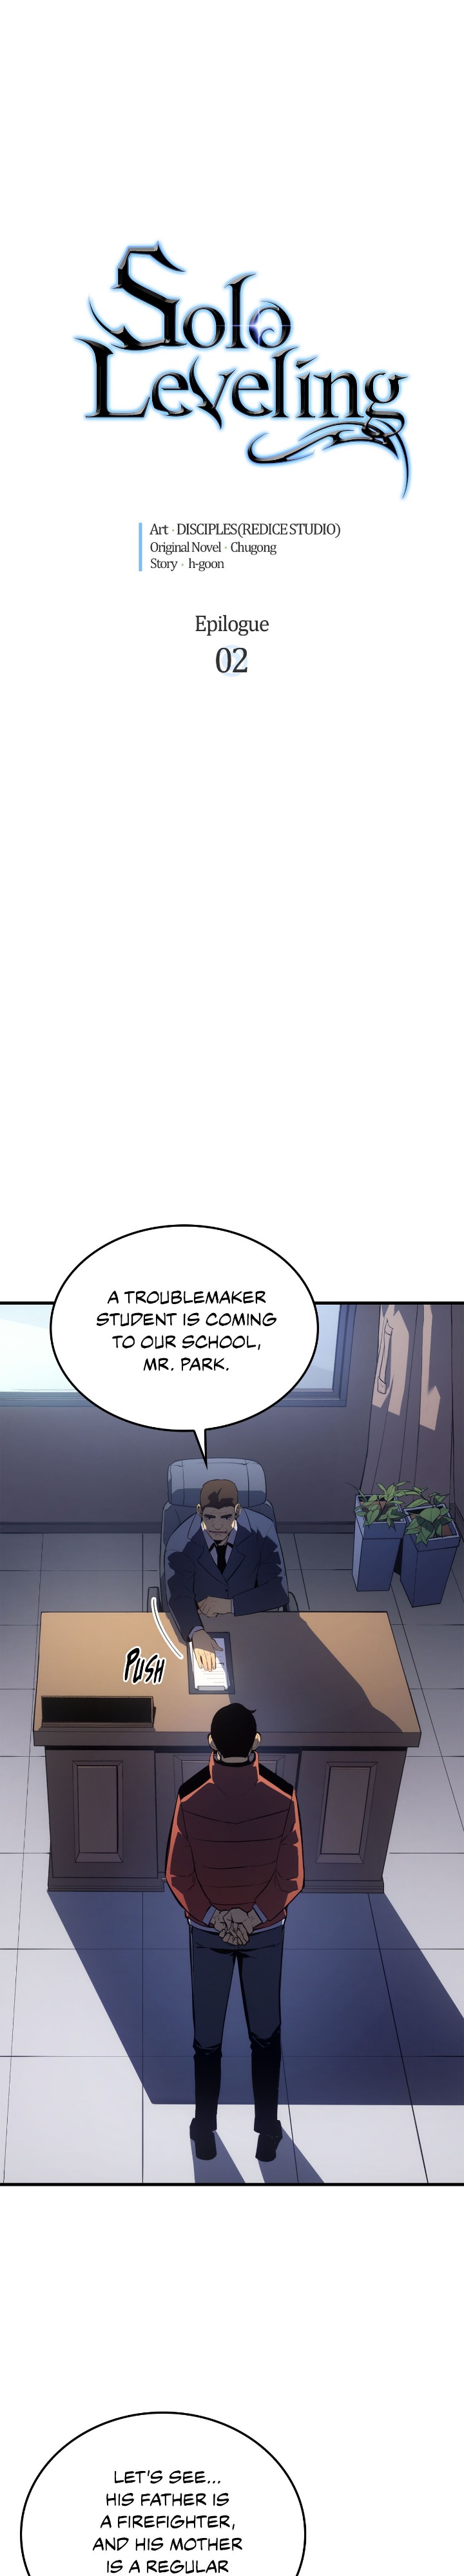 Solo
Leveling
Art · DISCIPLES(REDICE STUDIO)
Original Novel · Chugong
Story · h-goon
Epilogue
02
A TROUBLEMAKER
STUDENT IS COMING
TO OUR SCHOOL,
MR. PARK.
PUSH
LET'S SEE...
HIS FATHER IS
A FIREFIGHTER,
AND HIS MOTHER
IS A REGULAR